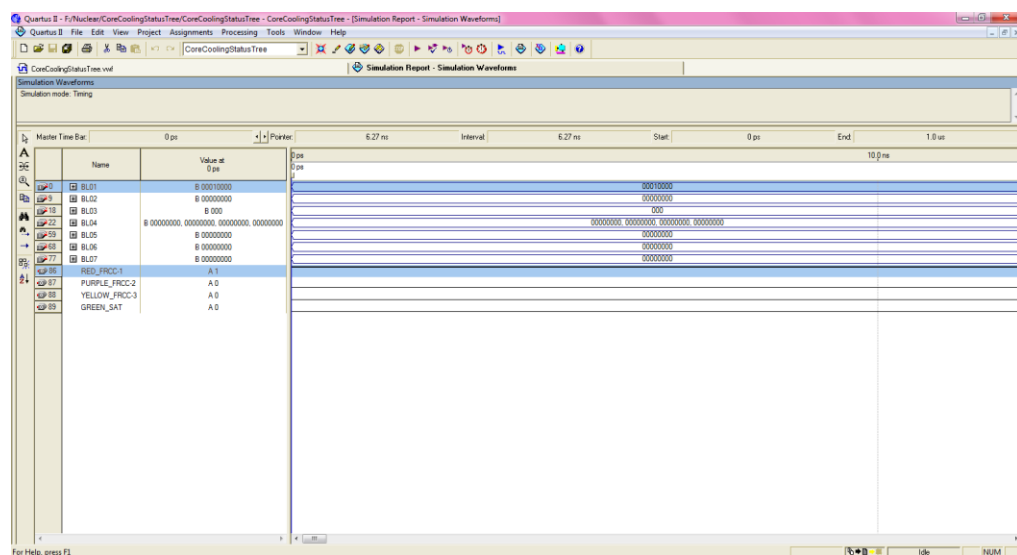 Quartus II - F:/Nuclear/CoreCoolingStatusTree/CoreCoolingStatusTree - CoreCoolingStatusTree - [Simulation Report - Simulation Waveforms]
Quartus II File Edit View Project Assignments Processing Tools Window Help
CoreCoolingStatusTree
CoreCoolingStatusTree.vwf Simulation Report - Simulation Waveforms
Simulation Waveforms
Simulation mode: Timing
Master Time Bar: 0 ps Pointer: 6.27 ns Interval: 6.27 ns Start: 0 ps End: 1.0 us
Name Value at 0 ps 0 ps 10.0 ns
0 ps
0 BL01 B 00010000 00010000
9 BL02 B 00000000 00000000
18 BL03 B 000 000
22 BL04 B 00000000, 00000000, 00000000, 00000000 00000000, 00000000, 00000000, 00000000
59 BL05 B 00000000 00000000
68 BL06 B 00000000 00000000
77 BL07 B 00000000 00000000
86 RED_FRCC-1 A 1
87 PURPLE_FRCC-2 A 0
88 YELLOW_FRCC-3 A 0
89 GREEN_SAT A 0
For Help, press F1 Idle NUM